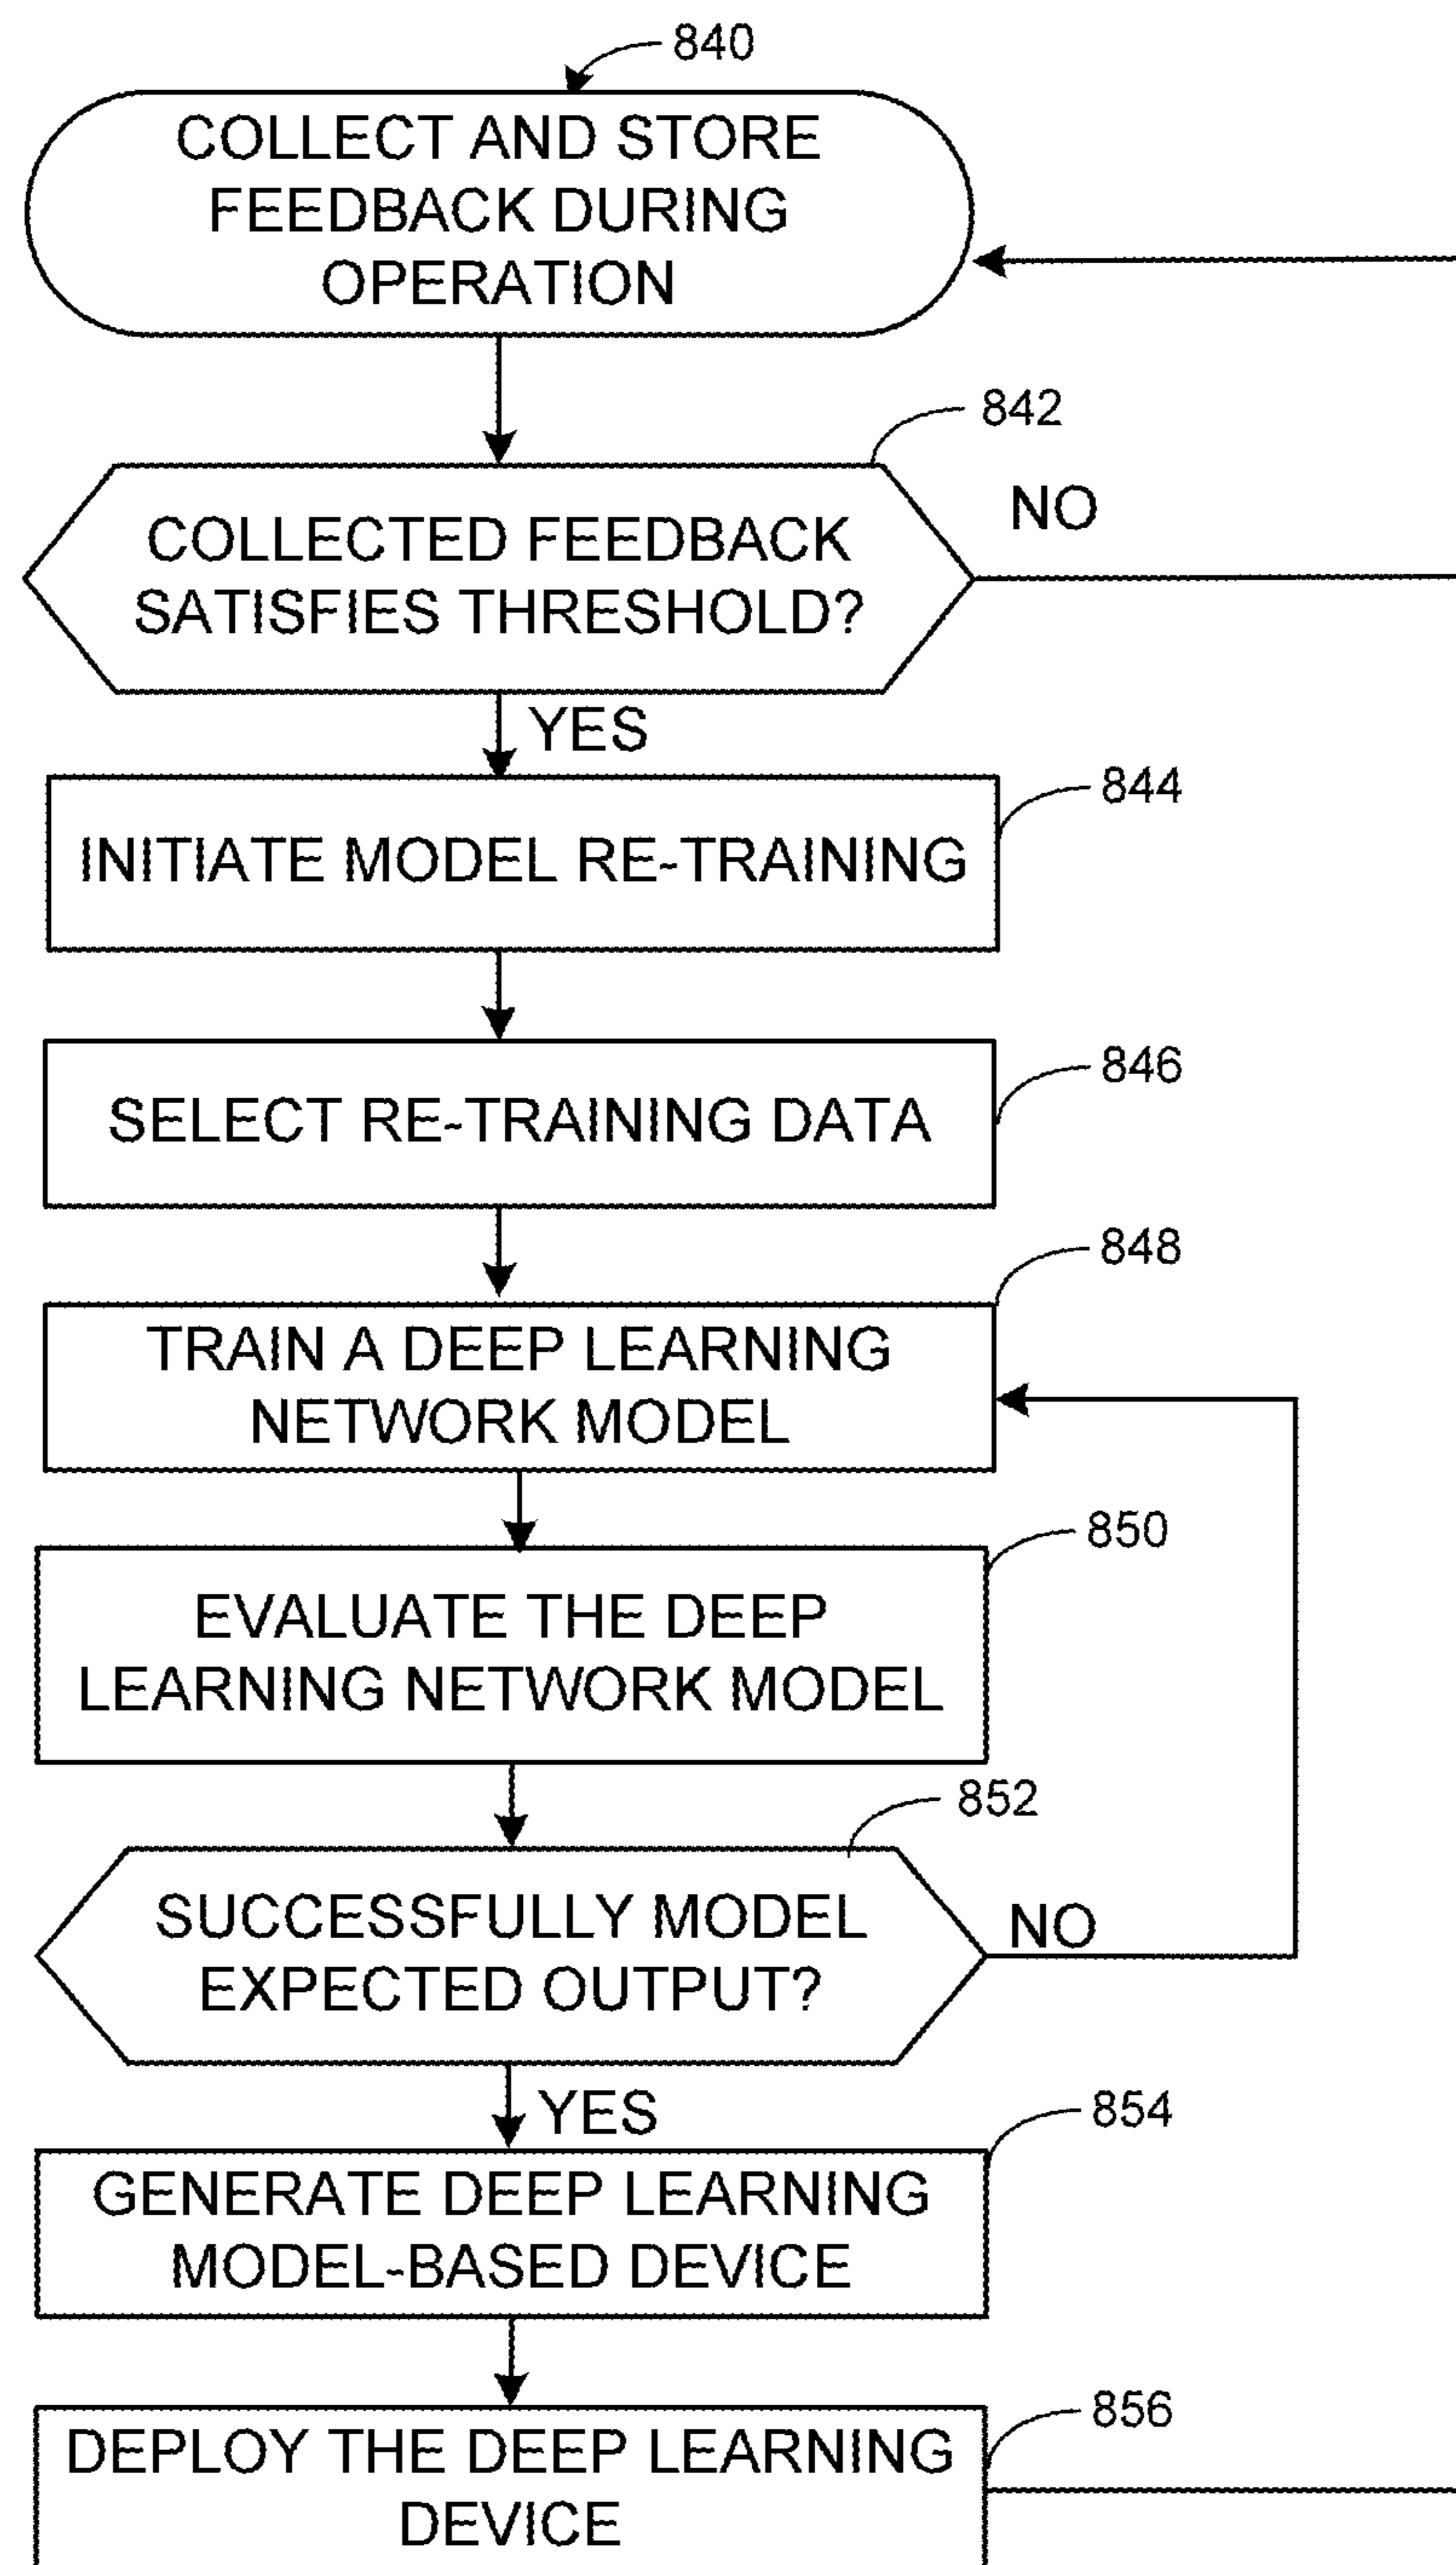 840
COLLECT AND STORE
FEEDBACK DURING
OPERATION
842
COLLECTED FEEDBACK
SATISFIES THRESHOLD?
NO
YES
844
INITIATE MODEL RE-TRAINING
846
SELECT RE-TRAINING DATA
848
TRAIN A DEEP LEARNING
NETWORK MODEL
850
EVALUATE THE DEEP
LEARNING NETWORK MODEL
852
SUCCESSFULLY MODEL
EXPECTED OUTPUT?
NO
YES
854
GENERATE DEEP LEARNING
MODEL-BASED DEVICE
856
DEPLOY THE DEEP LEARNING
DEVICE